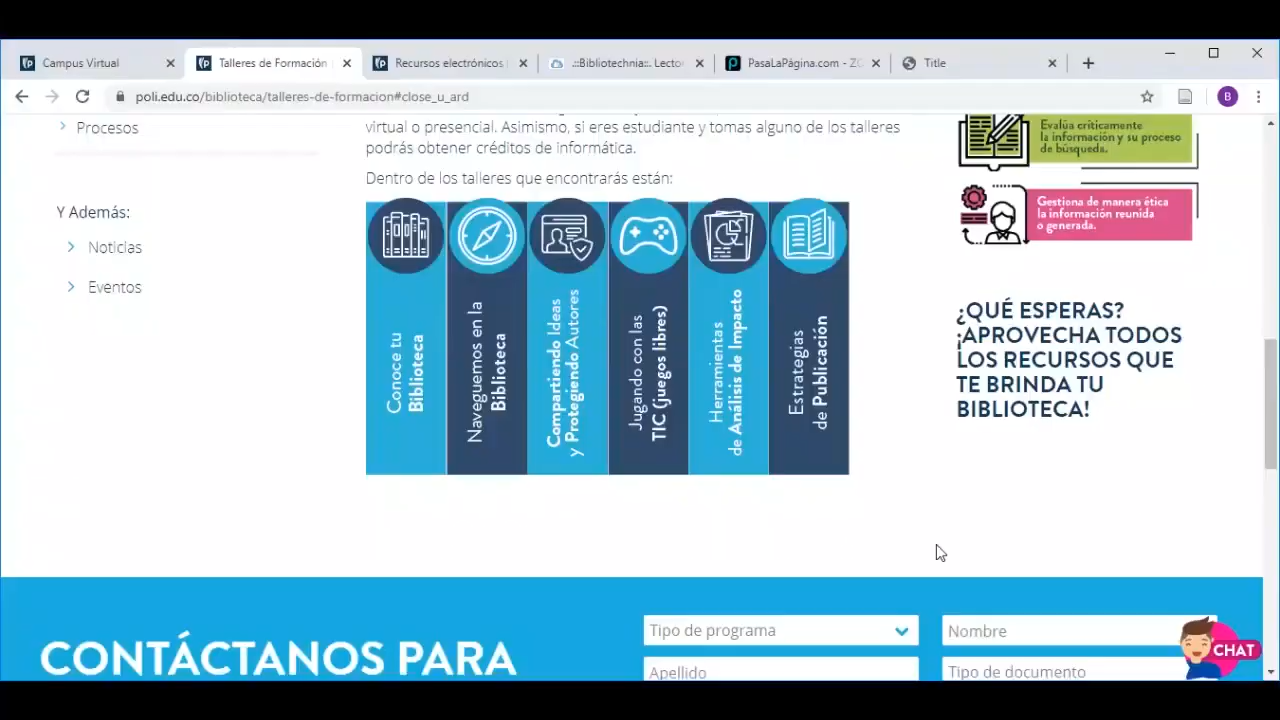 Campus Virtual
Talleres de Formación
Recursos electrónicos
.::Bibliotechnia::. Lecto
PasaLaPágina.com - ZO
Title
poli.edu.co/biblioteca/talleres-de-formacion#close_u_ard
B
Procesos
Y Además:
Noticias
Eventos
virtual o presencial. Asimismo, si eres estudiante y tomas alguno de los talleres
podrás obtener créditos de informática.
Dentro de los talleres que encontrarás están:
Conoce tu
Biblioteca
Naveguemos en la
Biblioteca
Compartiendo Ideas
y Protegiendo Autores
Jugando con las
TIC (juegos libres)
Herramientas
de Análisis de Impacto
Estrategias
de Publicación
Evalúa críticamente
la información y su proceso
de búsqueda.
Gestiona de manera ética
la información reunida
o generada.
¿QUÉ ESPERAS?
¡APROVECHA TODOS
LOS RECURSOS QUE
TE BRINDA TU
BIBLIOTECA!
CONTÁCTANOS PARA
Tipo de programa
Nombre
Apellido
Tipo de documento
CHAT